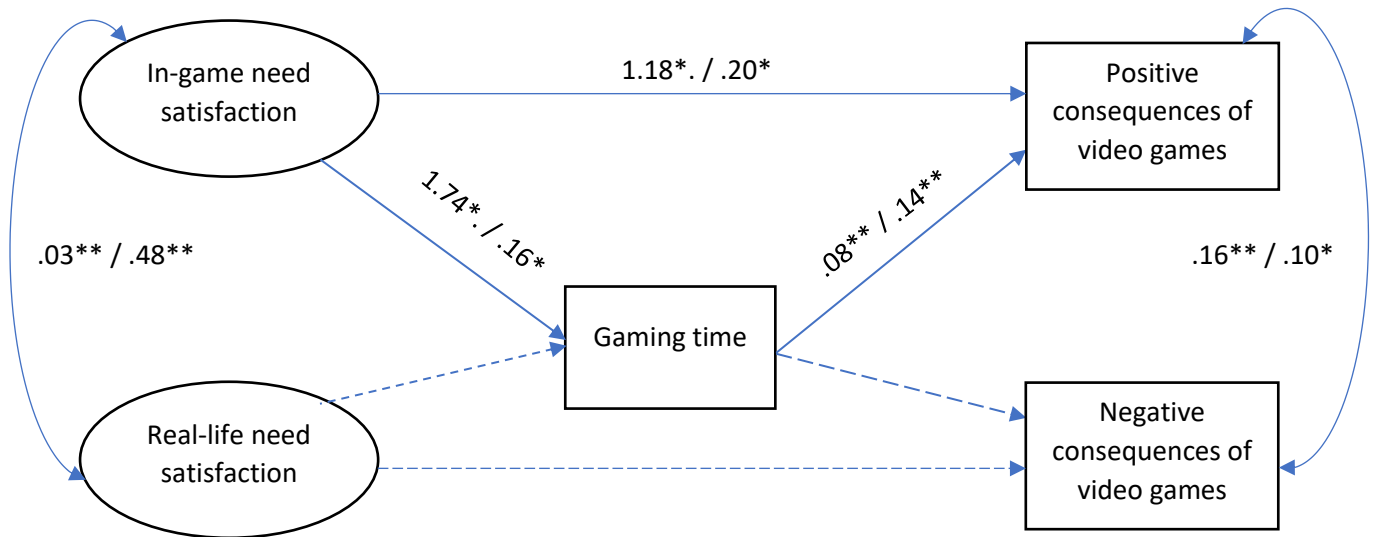 In-game need
satisfaction
1.18*. / .20*
Positive
consequences of
video games
1.74*. / .16*
.08** / .14**
.03** / .48**
.16** / .10*
Gaming time
Real-life need
satisfaction
Negative
consequences of
video games